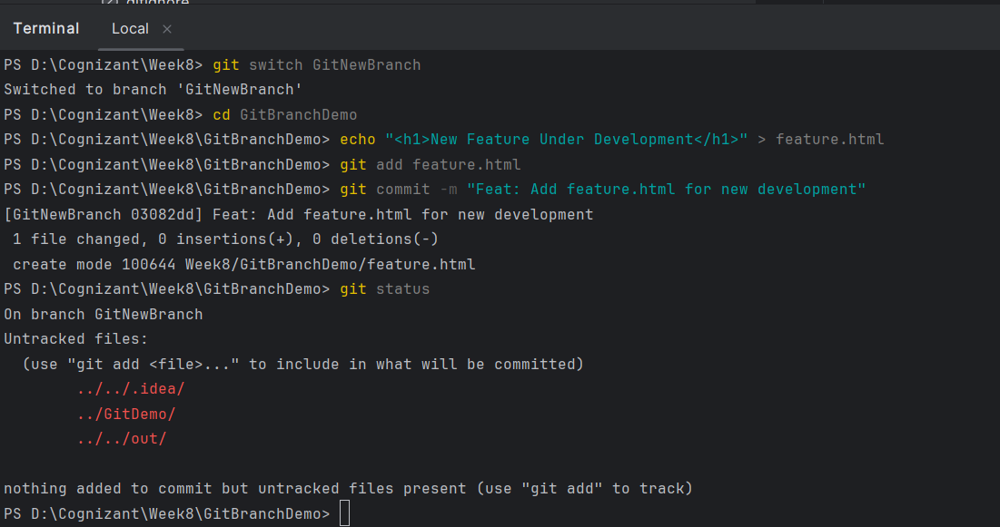 .gitignore
Terminal Local ×
PS D:\Cognizant\Week8> git switch GitNewBranch
Switched to branch 'GitNewBranch'
PS D:\Cognizant\Week8> cd GitBranchDemo
PS D:\Cognizant\Week8\GitBranchDemo> echo "<h1>New Feature Under Development</h1>" > feature.html
PS D:\Cognizant\Week8\GitBranchDemo> git add feature.html
PS D:\Cognizant\Week8\GitBranchDemo> git commit -m "Feat: Add feature.html for new development"
[GitNewBranch 03082dd] Feat: Add feature.html for new development
 1 file changed, 0 insertions(+), 0 deletions(-)
 create mode 100644 Week8/GitBranchDemo/feature.html
PS D:\Cognizant\Week8\GitBranchDemo> git status
On branch GitNewBranch
Untracked files:
  (use "git add <file>..." to include in what will be committed)
        ../../.idea/
        ../GitDemo/
        ../../out/

nothing added to commit but untracked files present (use "git add" to track)
PS D:\Cognizant\Week8\GitBranchDemo>